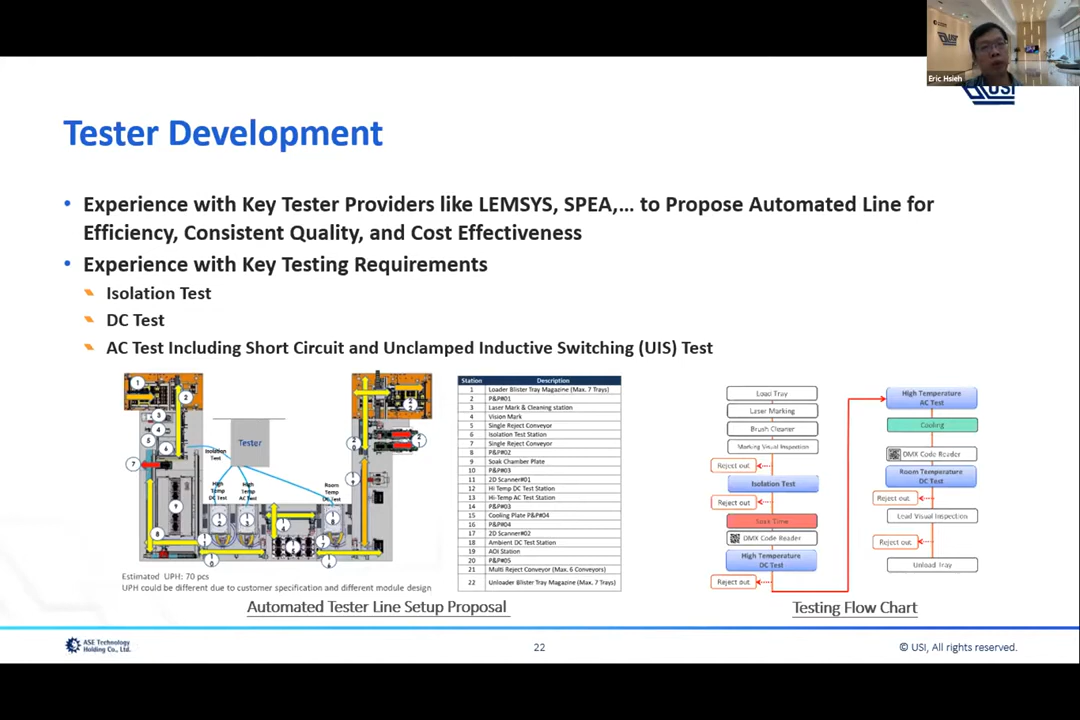 Eric Hsieh
USI
Tester Development
• Experience with Key Tester Providers like LEMSYS, SPEA,... to Propose Automated Line for
Efficiency, Consistent Quality, and Cost Effectiveness
• Experience with Key Testing Requirements
Isolation Test
DC Test
AC Test Including Short Circuit and Unclamped Inductive Switching (UIS) Test
Tester
Isolation
Test
High
Temp
DC Test
High
Temp
AC Test
Room
Temp
DC Test
Estimated UPH: 70 pcs
UPH could be different due to customer specification and different module design
Automated Tester Line Setup Proposal
Station Description
1 Loader Blister Tray Magazine (Max. 7 Trays)
2 P&P#01
3 Laser Mark & Cleaning station
4 Vision Mark
5 Single Reject Conveyor
6 Isolation Test Station
7 Single Reject Conveyor
8 P&P#02
9 Soak Chamber Plate
10 P&P#03
11 2D Scanner#01
12 Hi Temp DC Test Station
13 Hi-Temp AC Test Station
14 P&P#03
15 Cooling Plate P&P#04
16 P&P#04
17 2D Scanner#02
18 Ambient DC Test Station
19 AOI Station
20 P&P#05
21 Multi Reject Conveyor (Max. 6 Conveyors)
22 Unloader Blister Tray Magazine (Max. 7 Trays)
Load Tray
Laser Marking
Brush Cleaner
Marking Visual Inspection
Reject out
Isolation Test
Reject out
Soak Time
DMX Code Reader
High Temperature
DC Test
Reject out
High Temperature
AC Test
Cooling
DMX Code Reader
Room Temperature
DC Test
Reject out
Lead Visual Inspection
Reject out
Unload Tray
Testing Flow Chart
ASE Technology
Holding Co., Ltd.
22
© USI, All rights reserved.